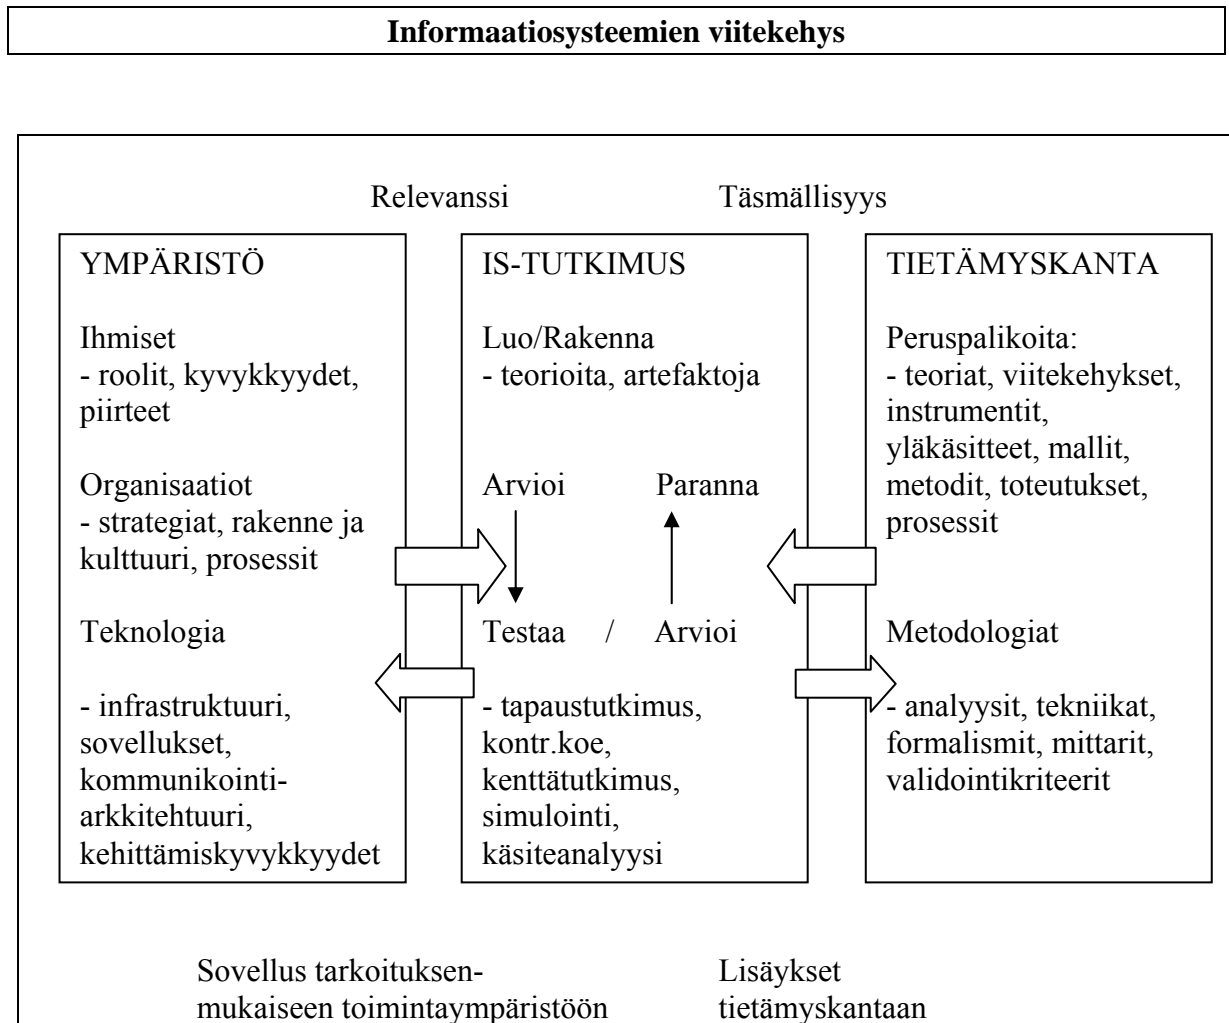 Informaatiosysteemien viitekehys
Relevanssi
Täsmällisyys
YMPÄRISTÖ
Ihmiset
- roolit, kyvykkyydet,
piirteet
Organisaatiot
- strategiat, rakenne ja
kulttuuri, prosessit
Teknologia
- infrastruktuuri,
sovellukset,
kommunikointi-
arkkitehtuuri,
kehittämiskyvykkyydet
IS-TUTKIMUS
Luo/Rakenna
- teorioita, artefaktoja
Arvioi Paranna
Testaa / Arvioi
- tapaustutkimus,
kontr.koe,
kenttätutkimus,
simulointi,
käsiteanalyysi
TIETÄMYSKANTA
Peruspalikoita:
- teoriat, viitekehykset,
instrumentit,
yläkäsitteet, mallit,
metodit, toteutukset,
prosessit
Metodologiat
- analyysit, tekniikat,
formalismit, mittarit,
validointikriteerit
Sovellus tarkoituksen-
mukaiseen toimintaympäristöön
Lisäykset
tietämyskantaan